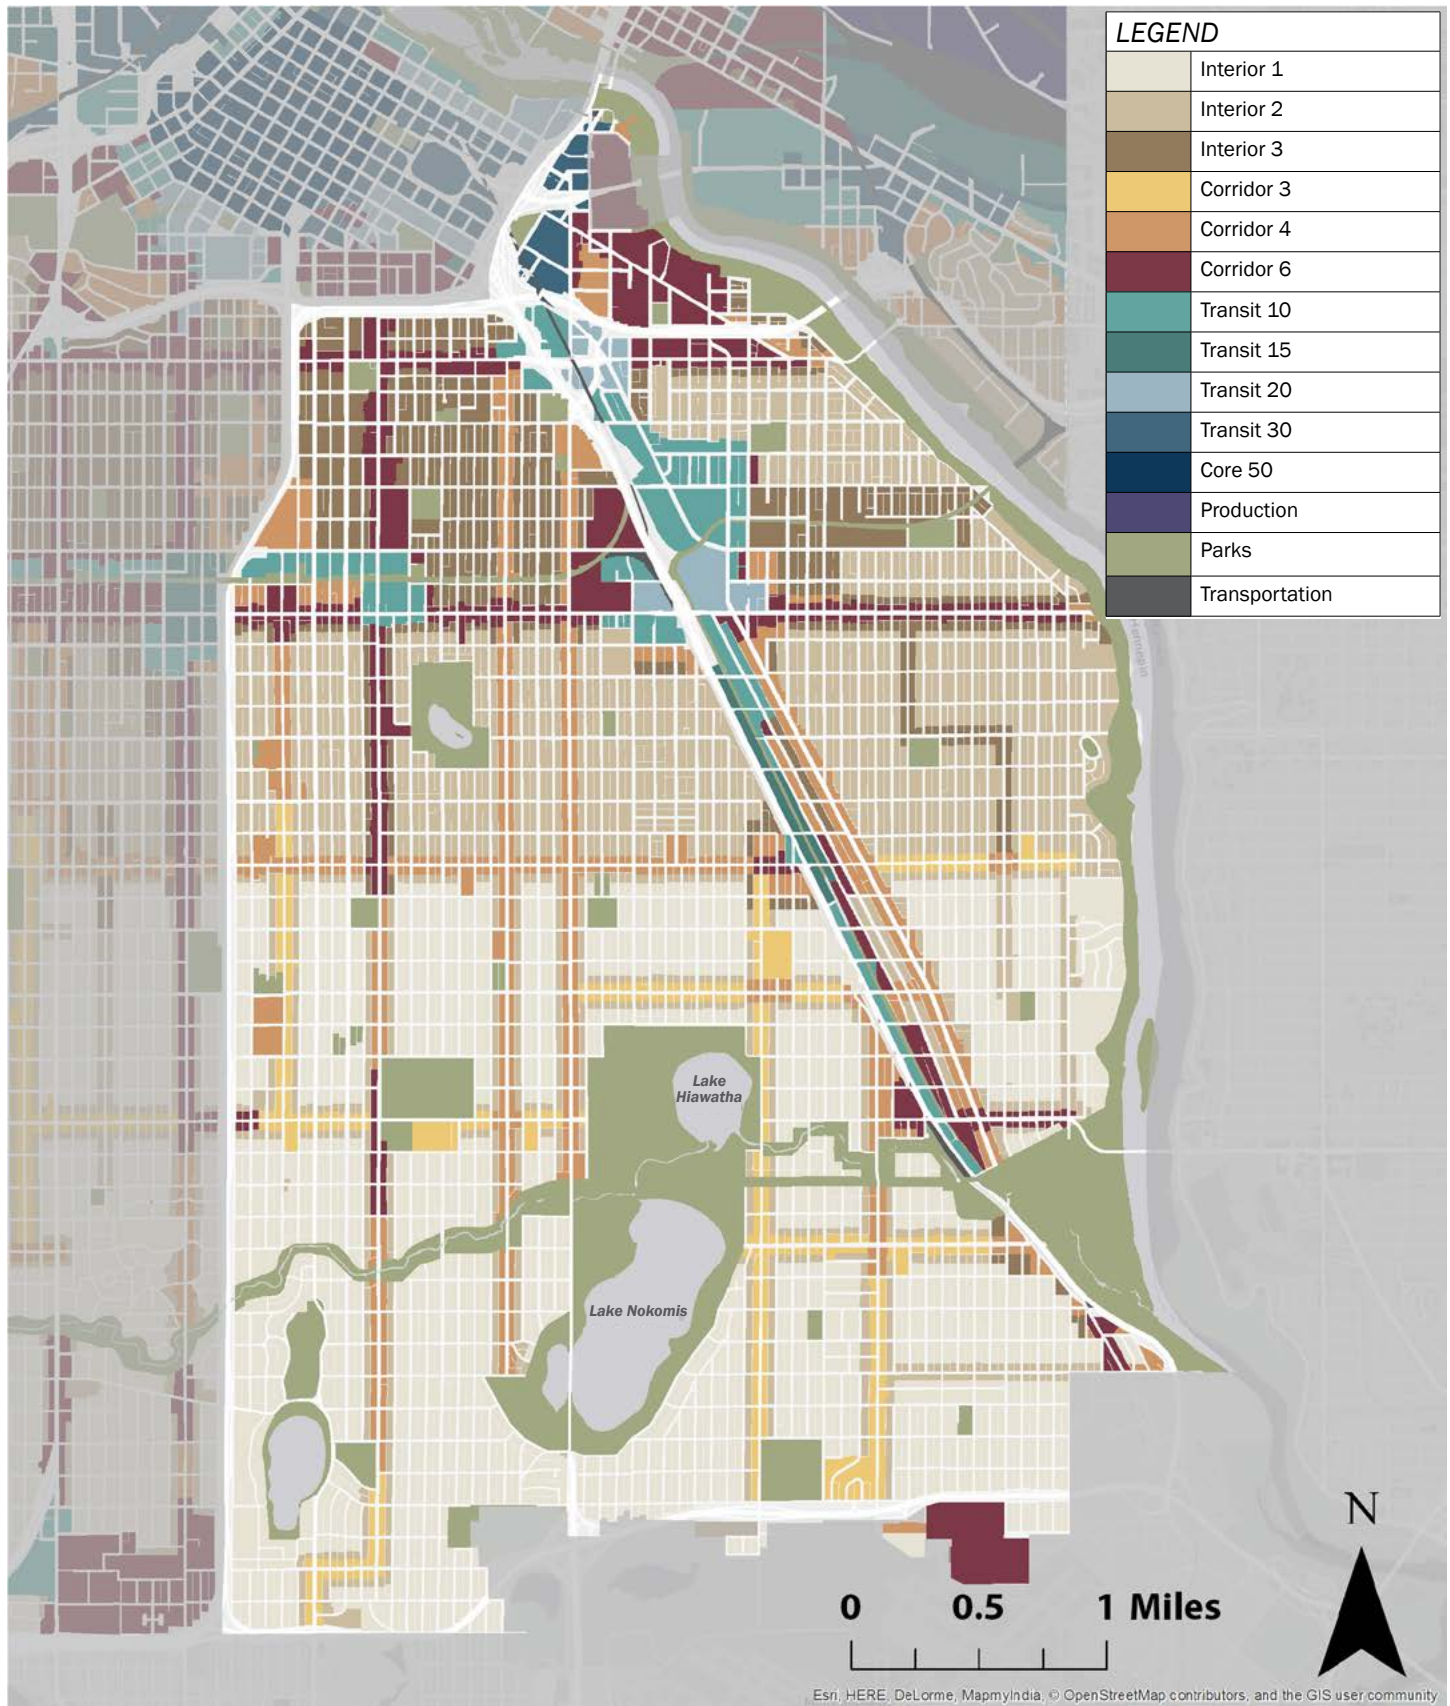 LEGEND
Interior 1
Interior 2
Interior 3
Corridor 3
Corridor 4
Corridor 6
Transit 10
Transit 15
Transit 20
Transit 30
Core 50
Production
Parks
Transportation
Hennepin
Lake
Hiawatha
Lake Nokomis
N
0 0.5 1 Miles
Esri, HERE, DeLorme, MapmyIndia, © OpenStreetMap contributors, and the GIS user community